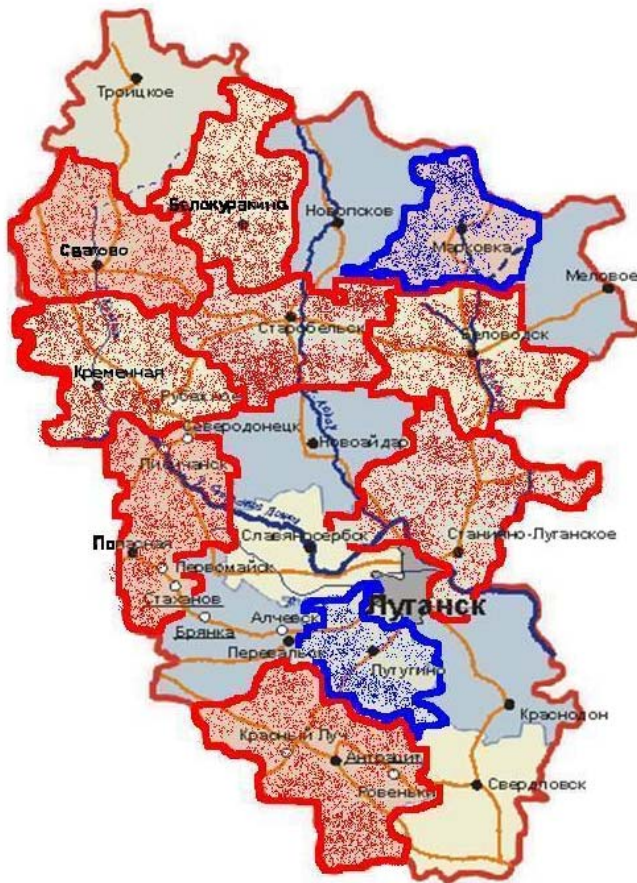 Троицкое
Белокуракино
Новопсков
Марковка
Сватово
Меловое
Старобельск
Беловодск
Кременная
Рубежное
Северодонецк
Новоайдар
Лисичанск
Славяносербск
Станично-Луганское
Попасная
Первомайск
Стаханов
Луганск
Алчевск
Брянка
Перевальск
Лутугино
Краснодон
Красный Луч
Антрацит
Ровеньки
Свердловск